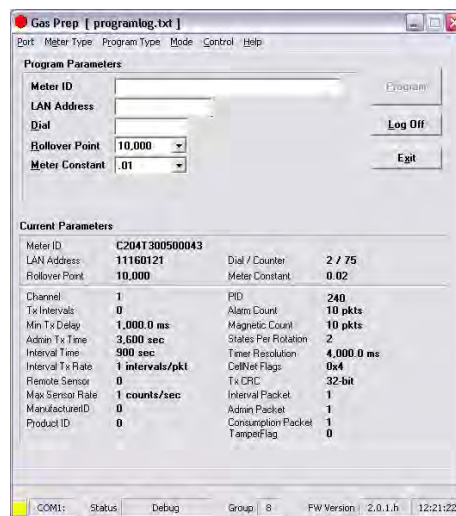 Gas Prep [ programlog.txt ]
Port Meter Type Program Type Mode Control Help
Program Parameters
Meter ID
Program
LAN Address
Dial
Log Off
Rollover Point 10,000
Meter Constant .01
Exit
Current Parameters
Meter ID C204T300500043
LAN Address 11160121 Dial / Counter 2 / 75
Rollover Point 10,000 Meter Constant 0.02
Channel 1 PID 240
Tx Intervals 0 Alarm Count 10 pkts
Min Tx Delay 1,000.0 ms Magnetic Count 10 pkts
Admin Tx Time 3,600 sec States Per Rotation 2
Interval Time 900 sec Timer Resolution 4,000.0 ms
Interval Tx Rate 1 intervals/pkt CellNet Flags 0x4
Remote Sensor 0 Tx CRC 32-bit
Max Sensor Rate 1 counts/sec Interval Packet 1
ManufacturerID 0 Admin Packet 1
Product ID 0 Consumption Packet 1
TamperFlag 0
COM1: Status Debug Group 8 FW Version 2.0.1.h 12:21:22